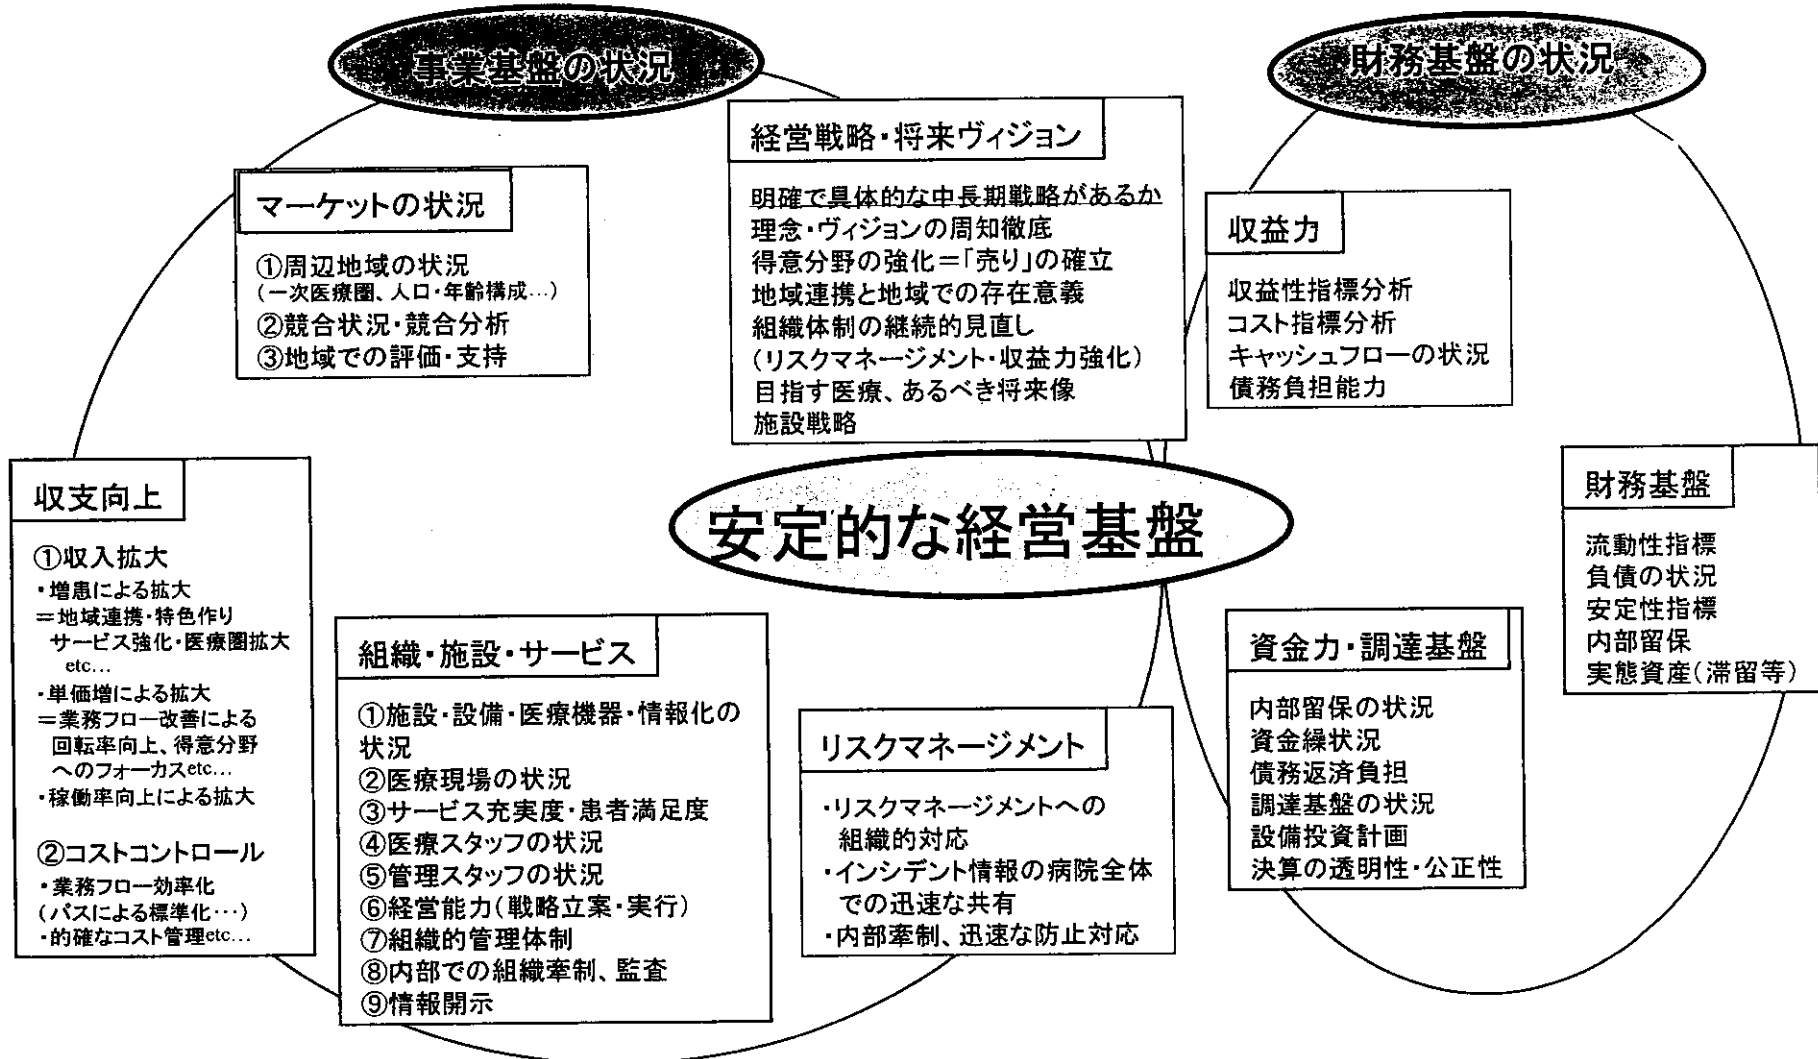 事業基盤の状況
財務基盤の状況
経営戦略・将来ヴィジョン
明確で具体的な中長期戦略があるか
理念・ヴィジョンの周知徹底
得意分野の強化＝「売り」の確立
地域連携と地域での存在意義
組織体制の継続的見直し
(リスクマネージメント・収益力強化)
目指す医療、あるべき将来像
施設戦略
マーケットの状況
①周辺地域の状況
(一次医療圏、人口・年齢構成…)
②競合状況・競合分析
③地域での評価・支持
収益力
収益性指標分析
コスト指標分析
キャッシュフローの状況
債務負担能力
収支向上
①収入拡大
・増患による拡大
＝地域連携・特色作り
サービス強化・医療圏拡大
etc…
・単価増による拡大
＝業務フロー改善による
回転率向上、得意分野
へのフォーカスetc…
・稼働率向上による拡大
②コストコントロール
・業務フロー効率化
(パスによる標準化…)
・的確なコスト管理etc…
安定的な経営基盤
財務基盤
流動性指標
負債の状況
安定性指標
内部留保
実態資産(滞留等)
組織・施設・サービス
①施設・設備・医療機器・情報化の
状況
②医療現場の状況
③サービス充実度・患者満足度
④医療スタッフの状況
⑤管理スタッフの状況
⑥経営能力(戦略立案・実行)
⑦組織的管理体制
⑧内部での組織牽制、監査
⑨情報開示
リスクマネージメント
・リスクマネージメントへの
組織的対応
・インシデント情報の病院全体
での迅速な共有
・内部牽制、迅速な防止対応
資金力・調達基盤
内部留保の状況
資金繰状況
債務返済負担
調達基盤の状況
設備投資計画
決算の透明性・公正性